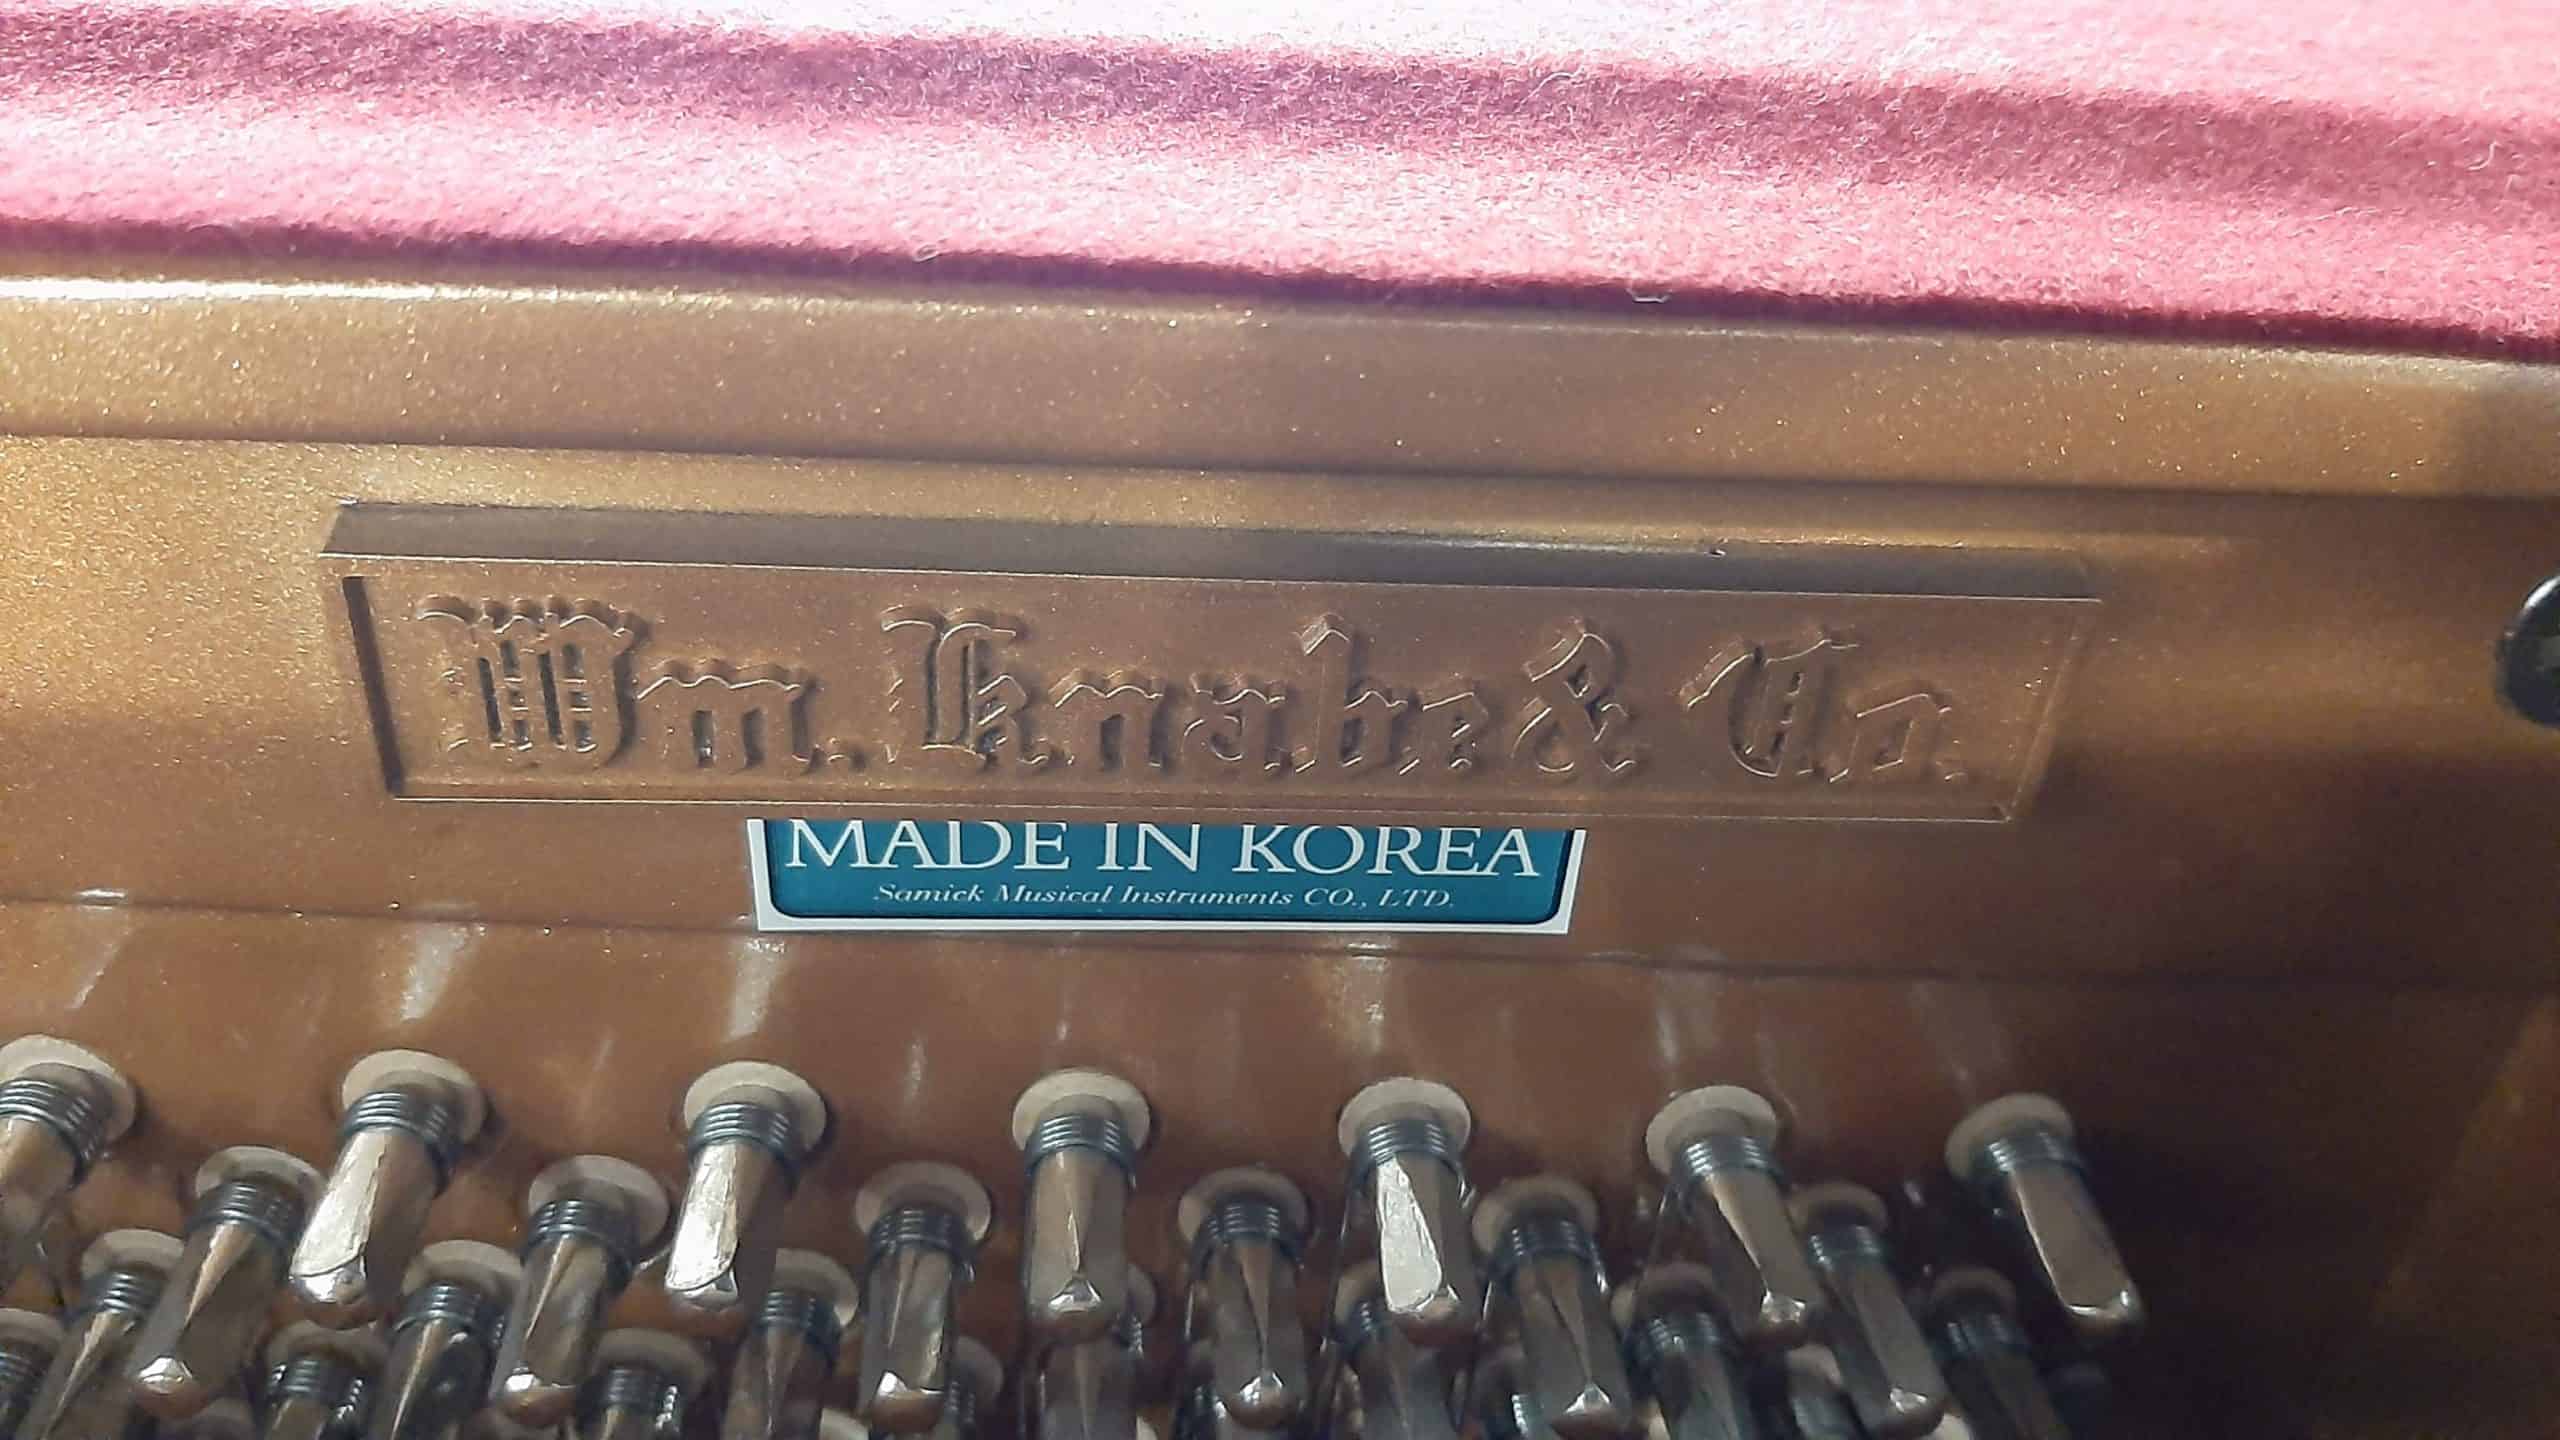 Wm. Knabe & Co.
MADE IN KOREA
Samick Musical Instruments CO., LTD.